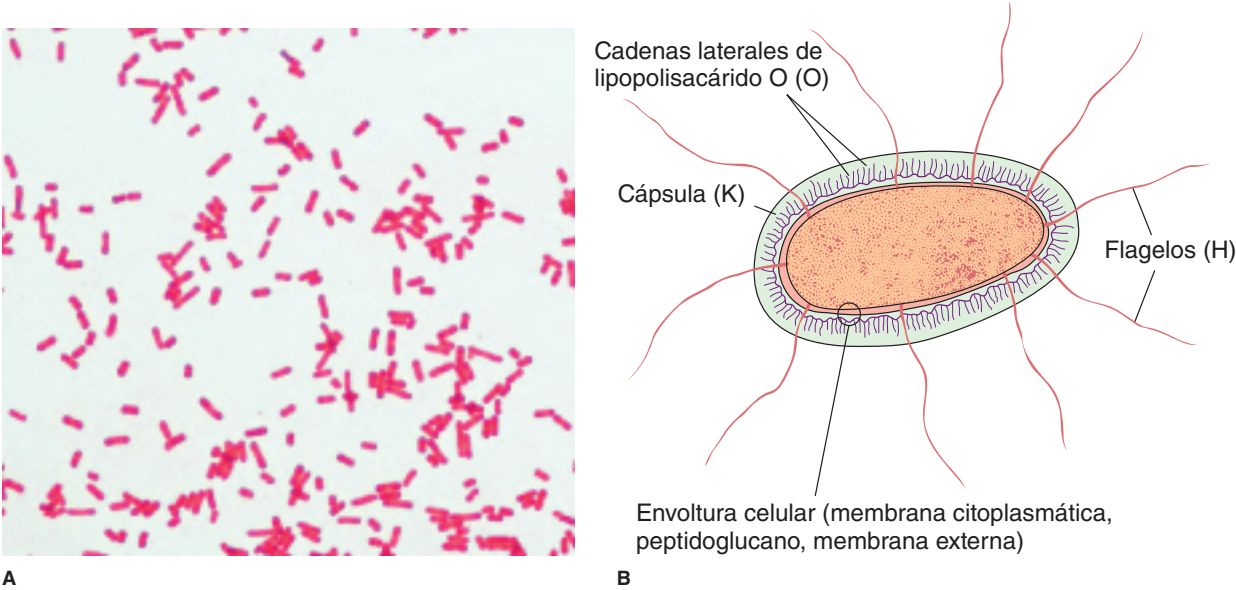 Cadenas laterales de
lipopolisacárido O (O)
Cápsula (K)
Flagelos (H)
Envoltura celular (membrana citoplasmática,
peptidoglucano, membrana externa)
A
B